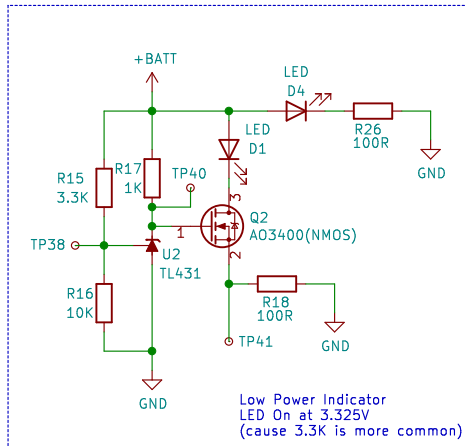 +BATT
LED
D4
LED
D1
R26
100R
GND
R15
3.3K
R17
1K
TP40
3
Q2
AO3400(NMOS)
1
2
TP38
U2
TL431
R16
10K
R18
100R
GND
TP41
GND
Low Power Indicator
LED On at 3.325V
(cause 3.3K is more common)